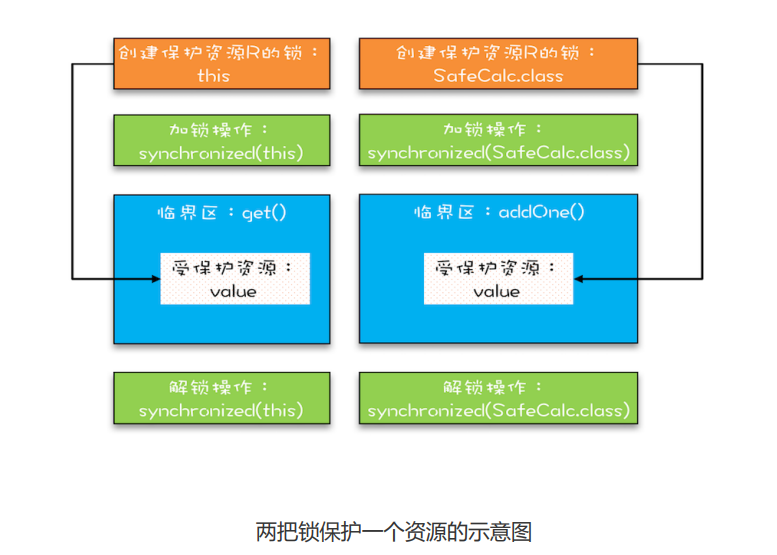 创建保护资源R的锁：
this
创建保护资源R的锁：
SafeCalc.class
加锁操作：
synchronized(this)
加锁操作：
synchronized(SafeCalc.class)
临界区：get()
受保护资源：
value
临界区：addOne()
受保护资源：
value
解锁操作：
synchronized(this)
解锁操作：
synchronized(SafeCalc.class)
两把锁保护一个资源的示意图